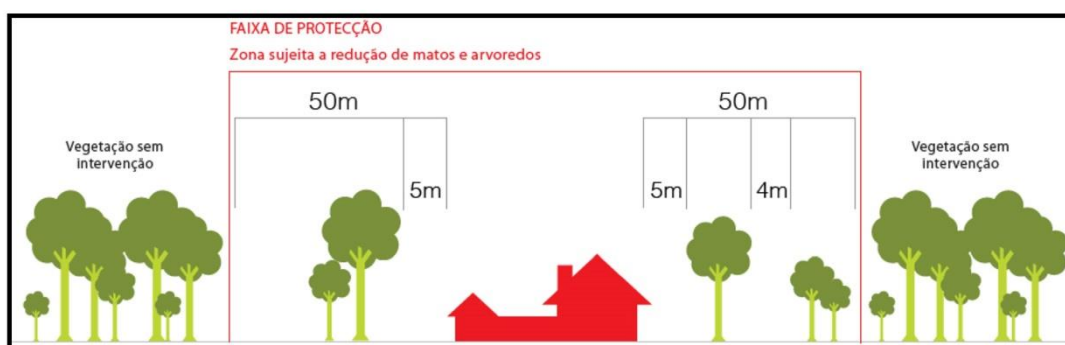 FAIXA DE PROTECÇÃO
Zona sujeita a redução de matos e arvoredos
50m
50m
Vegetação sem
intervenção
Vegetação sem
intervenção
5m
5m
4m